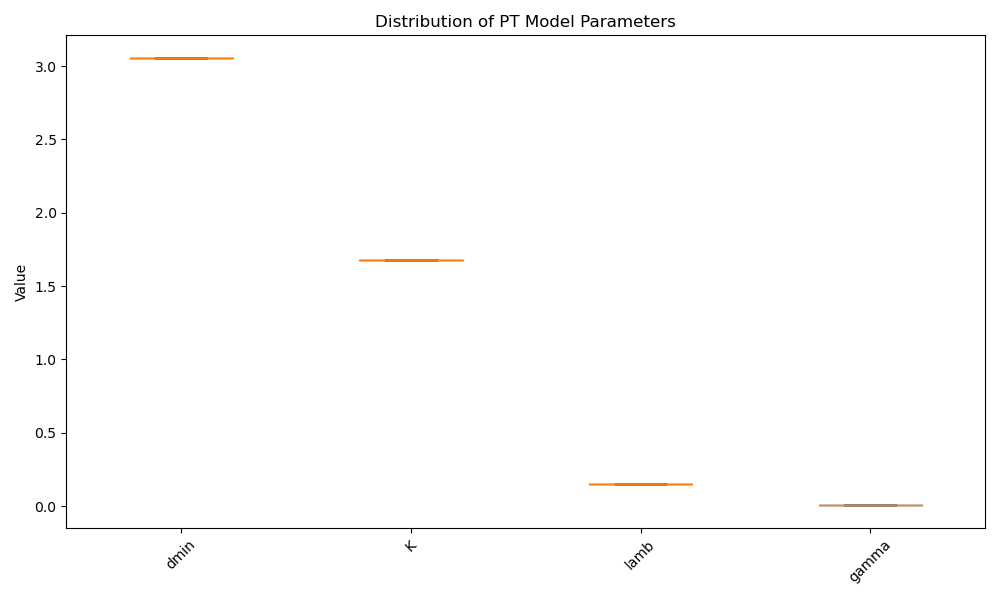 Distribution of PT Model Parameters
Value
3.0
2.5
2.0
1.5
1.0
0.5
0.0
dmin
K
lamb
gamma